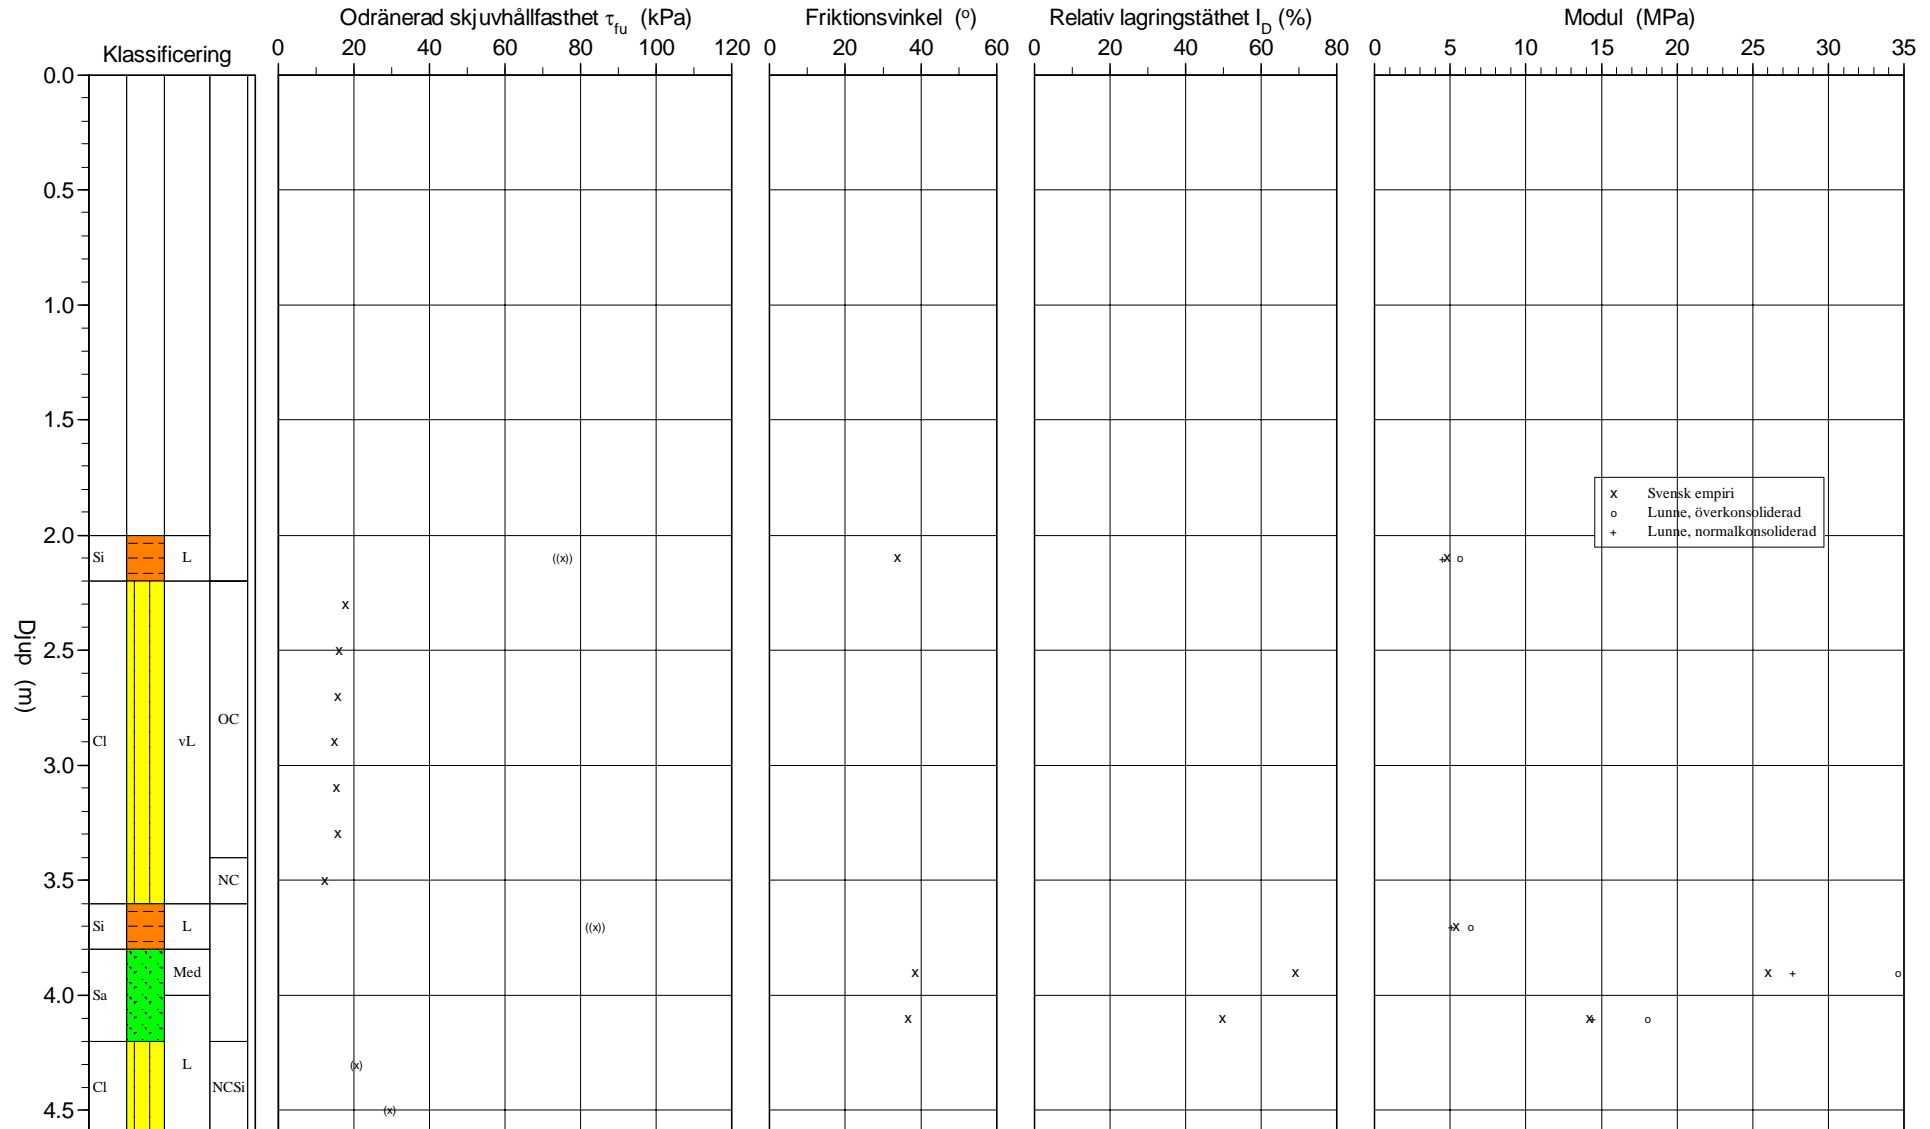 Odränerad skjuvhållfasthet τfu (kPa)
Friktionsvinkel (o)
Relativ lagringstäthet ID (%)
Modul (MPa)
Klassificering
0 20 40 60 80 100 120
0 20 40 60
0 20 40 60 80
0 5 10 15 20 25 30 35
0.0
0.5
1.0
1.5
x Svensk empiri
o Lunne, överkonsoliderad
+ Lunne, normalkonsoliderad
2.0
Si L ((x)) x + x o
x
2.5 x
Djup (m)
x
OC
Cl vL x
3.0
x
x
3.5 NC x
Si L ((x)) + x o
Med x x x + o
4.0 Sa
x x x + o
L (x)
Cl NCSi
4.5 (x)